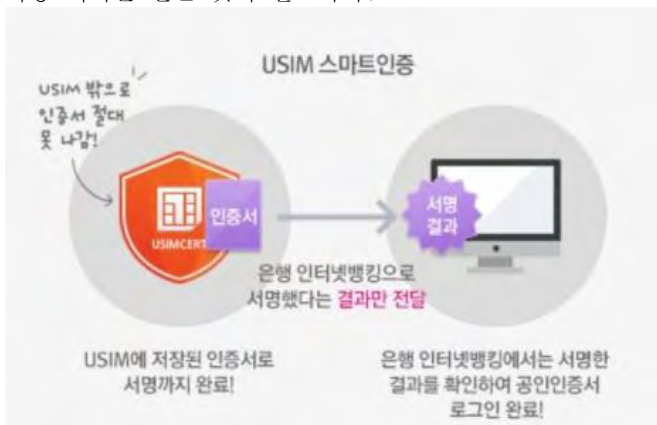 USIM 스마트인증
USIM 밖으로
인증서 절대
못 나감!
인증서
USIMCERT
서명
결과
은행 인터넷뱅킹으로
서명했다는 결과만 전달
USIM에 저장된 인증서로
서명까지 완료!
은행 인터넷뱅킹에서는 서명한
결과를 확인하여 공인인증서
로그인 완료!